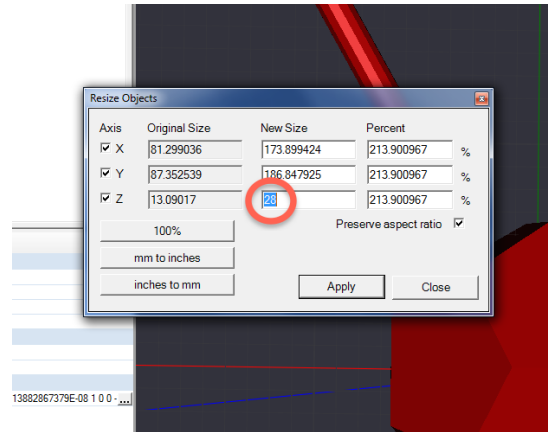 Resize Objects
Axis Original Size New Size Percent
X 81.299036 173.899424 213.900967 %
Y 87.352539 186.847925 213.900967 %
Z 13.09017 28 213.900967 %
100% Preserve aspect ratio
mm to inches
inches to mm Apply Close
13882867379E-08 1 0 0 - ...